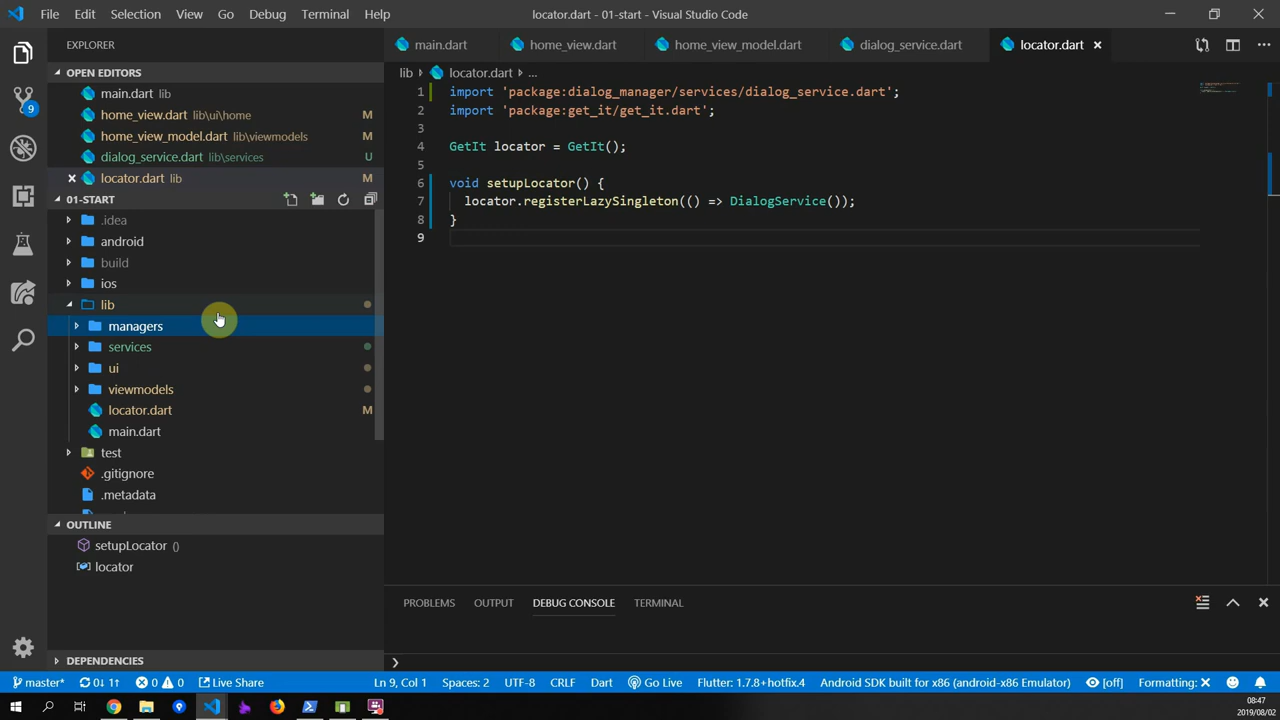 File Edit Selection View Go Debug Terminal Help
locator.dart - 01-start - Visual Studio Code
EXPLORER
OPEN EDITORS
main.dart lib
home_view.dart lib\ui\home M
home_view_model.dart lib\viewmodels M
dialog_service.dart lib\services U
locator.dart lib M
01-START
.idea
android
build
ios
lib
managers
services
ui
viewmodels
locator.dart M
main.dart
test
.gitignore
.metadata
OUTLINE
setupLocator ()
locator
DEPENDENCIES
9
main.dart home_view.dart home_view_model.dart dialog_service.dart locator.dart
lib locator.dart ...
1 import 'package:dialog_manager/services/dialog_service.dart';
2 import 'package:get_it/get_it.dart';
3
4 GetIt locator = GetIt();
5
6 void setupLocator() {
7 locator.registerLazySingleton(() => DialogService());
8 }
9
PROBLEMS OUTPUT DEBUG CONSOLE TERMINAL
master* 0↓ 1↑ 0 0 Live Share Ln 9, Col 1 Spaces: 2 UTF-8 CRLF Dart Go Live Flutter: 1.7.8+hotfix.4 Android SDK built for x86 (android-x86 Emulator) [off] Formatting: ×
08:47
2019/08/02